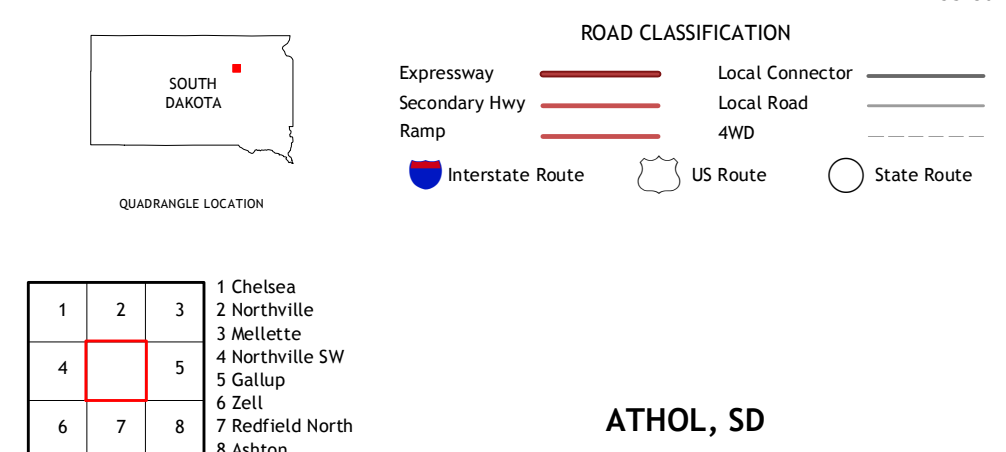 ROAD CLASSIFICATION
Expressway
Local Connector
Secondary Hwy
Local Road
Ramp
4WD
Interstate Route
US Route
State Route
SOUTH
DAKOTA
QUADRANGLE LOCATION
1 2 3
4 5
6 7 8
1 Chelsea
2 Northville
3 Mellette
4 Northville SW
5 Gallup
6 Zell
7 Redfield North
8 Ashton
ATHOL, SD